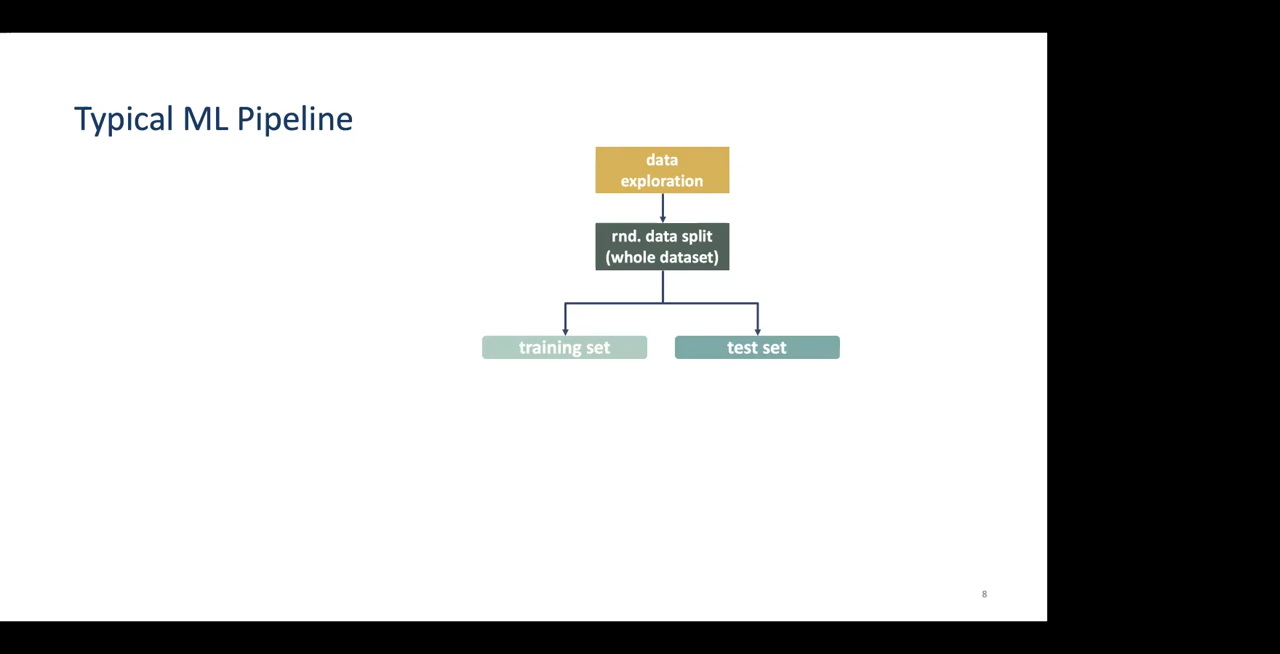 Typical ML Pipeline
data
exploration
rnd. data split
(whole dataset)
training set
test set
8